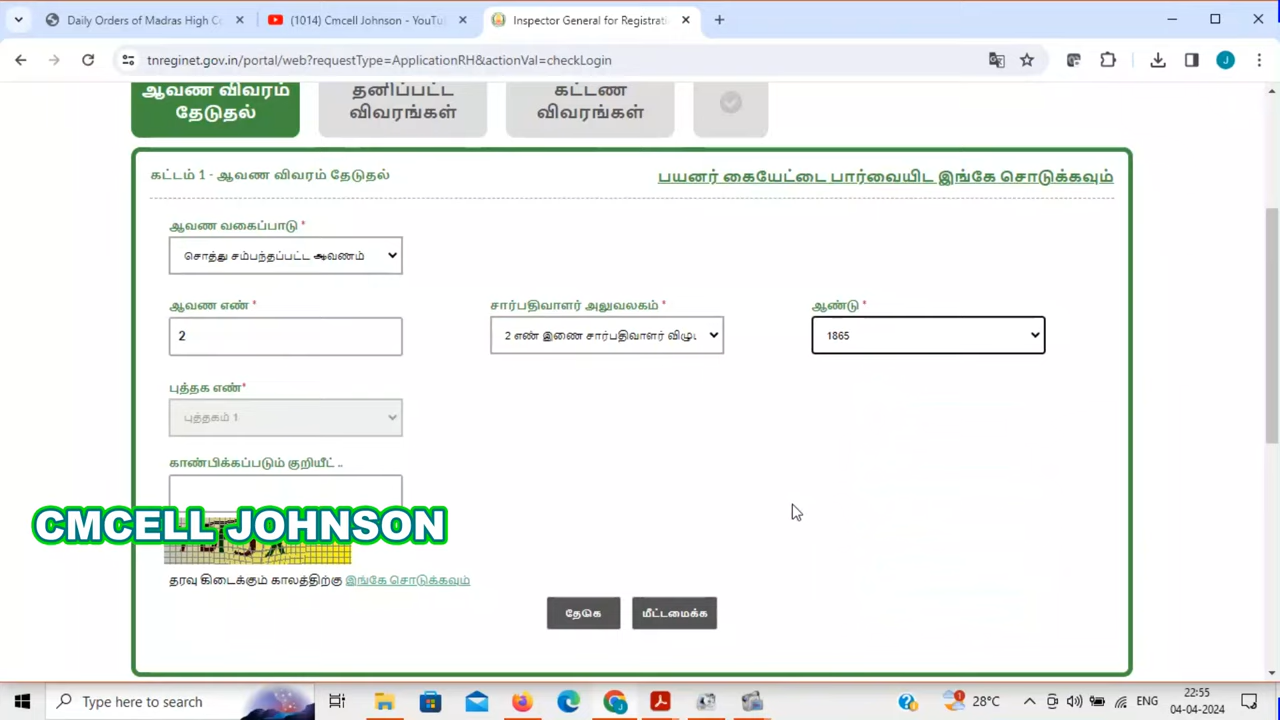 Daily Orders of Madras High Co
(1014) Cmcell Johnson - YouTu
Inspector General for Registrati
tnreginet.gov.in/portal/web?requestType=ApplicationRH&actionVal=checkLogin
J
ஆவண விவரம்
தேடுதல்
தனிப்பட்ட
விவரங்கள்
கட்டண
விவரங்கள்
கட்டம் 1 - ஆவண விவரம் தேடுதல்
பயனர் கையேட்டை பார்வையிட இங்கே சொடுக்கவும்
ஆவண வகைப்பாடு *
சொத்து சம்பந்தப்பட்ட ஆவணம்
ஆவண எண் *
சார்பதிவாளர் அலுவலகம் *
ஆண்டு *
2
2 எண் இணை சார்பதிவாளர் விழு
1865
புத்தக எண்*
புத்தகம் 1
காண்பிக்கப்படும் குறியீட் ..
CMCELL JOHNSON
தரவு கிடைக்கும் காலத்திற்கு இங்கே சொடுக்கவும்
தேடுக
மீட்டமைக்க
Type here to search
28°C
ENG
22:55
04-04-2024